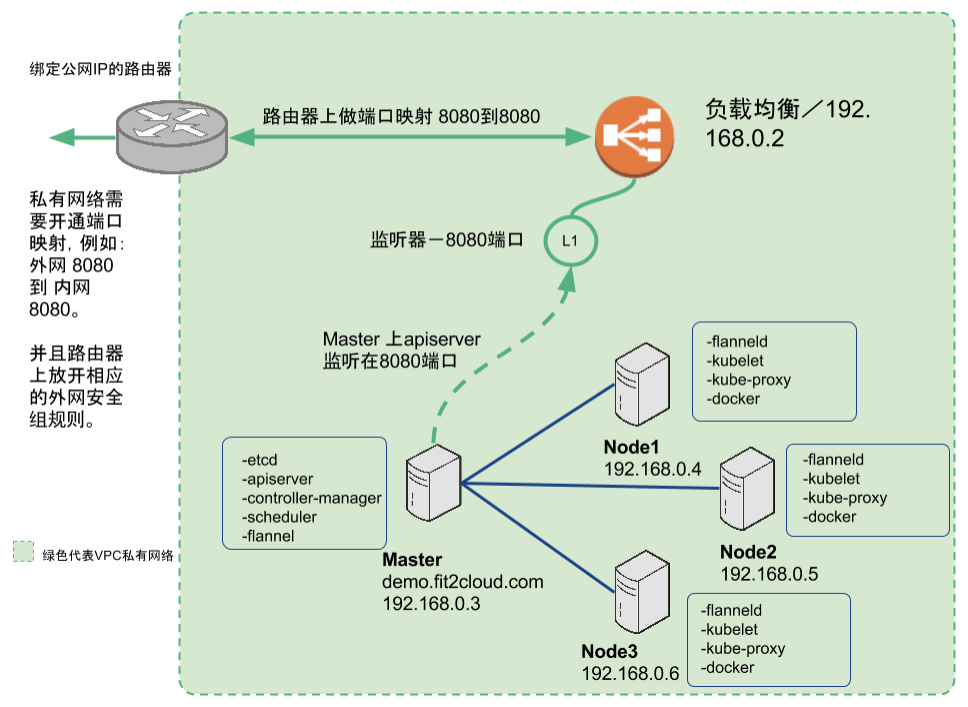 绑定公网IP的路由器
路由器上做端口映射 8080到8080
负载均衡／192.
168.0.2
私有网络需
要开通端口
映射, 例如:
外网 8080
到 内网
8080。
并且路由器
上放开相应
的外网安全
组规则。
监听器－8080端口
L1
Master 上apiserver
监听在8080端口
-flanneld
-kubelet
-kube-proxy
-docker
Node1
192.168.0.4
-etcd
-apiserver
-controller-manager
-scheduler
-flannel
Master
demo.fit2cloud.com
192.168.0.3
-flanneld
-kubelet
-kube-proxy
-docker
Node2
192.168.0.5
绿色代表VPC私有网络
-flanneld
-kubelet
-kube-proxy
-docker
Node3
192.168.0.6